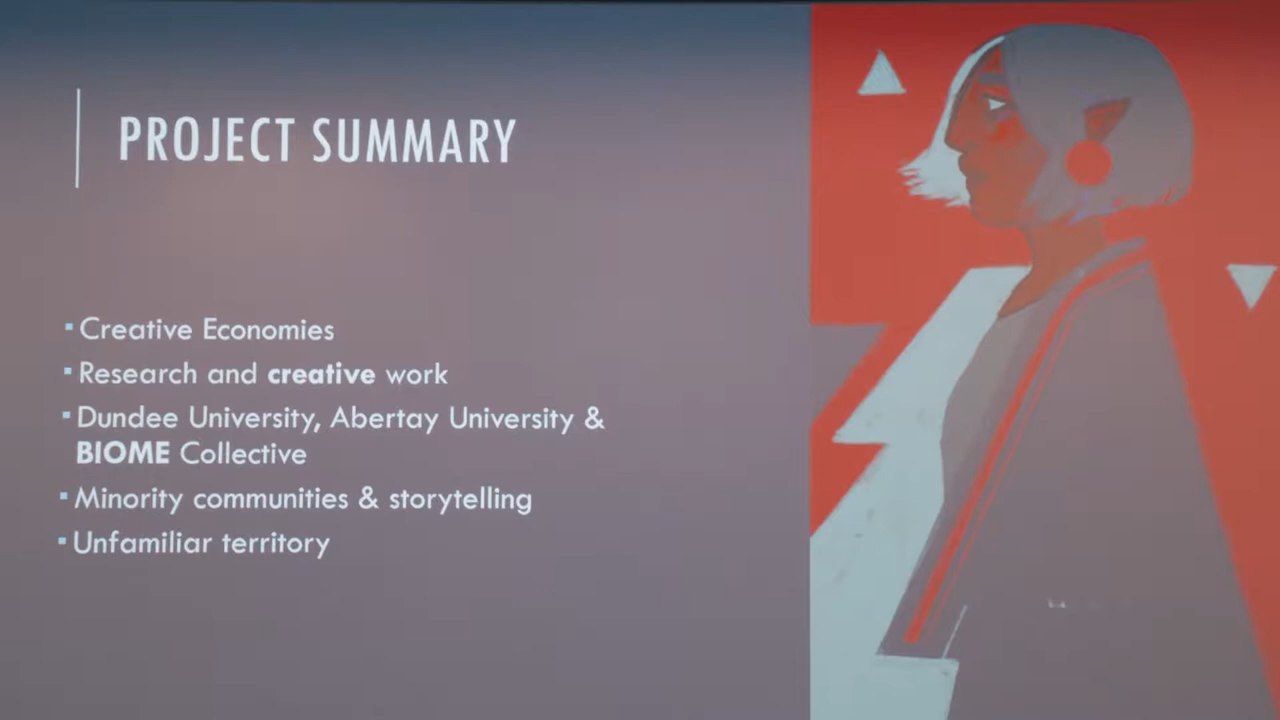 PROJECT SUMMARY
▪ Creative Economies
▪ Research and creative work
▪ Dundee University, Abertay University &
BIOME Collective
▪ Minority communities & storytelling
▪ Unfamiliar territory